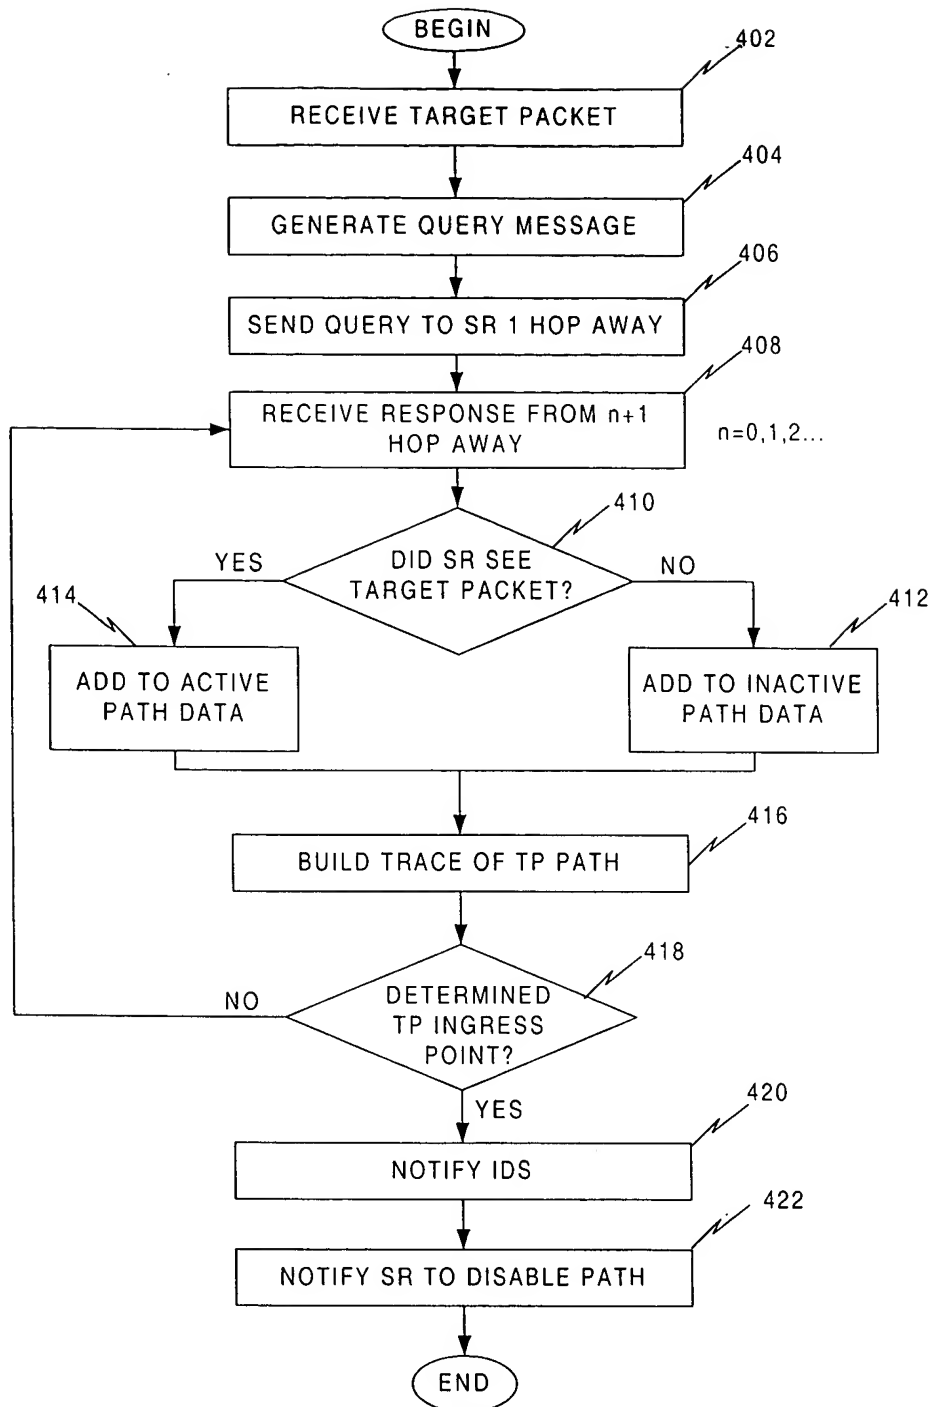 BEGIN
402
RECEIVE TARGET PACKET
404
GENERATE QUERY MESSAGE
406
SEND QUERY TO SR 1 HOP AWAY
408
RECEIVE RESPONSE FROM n+1
HOP AWAY
n=0,1,2...
410
DID SR SEE
TARGET PACKET?
YES
NO
414
412
ADD TO ACTIVE
PATH DATA
ADD TO INACTIVE
PATH DATA
416
BUILD TRACE OF TP PATH
418
DETERMINED
TP INGRESS
POINT?
NO
YES
420
NOTIFY IDS
422
NOTIFY SR TO DISABLE PATH
END